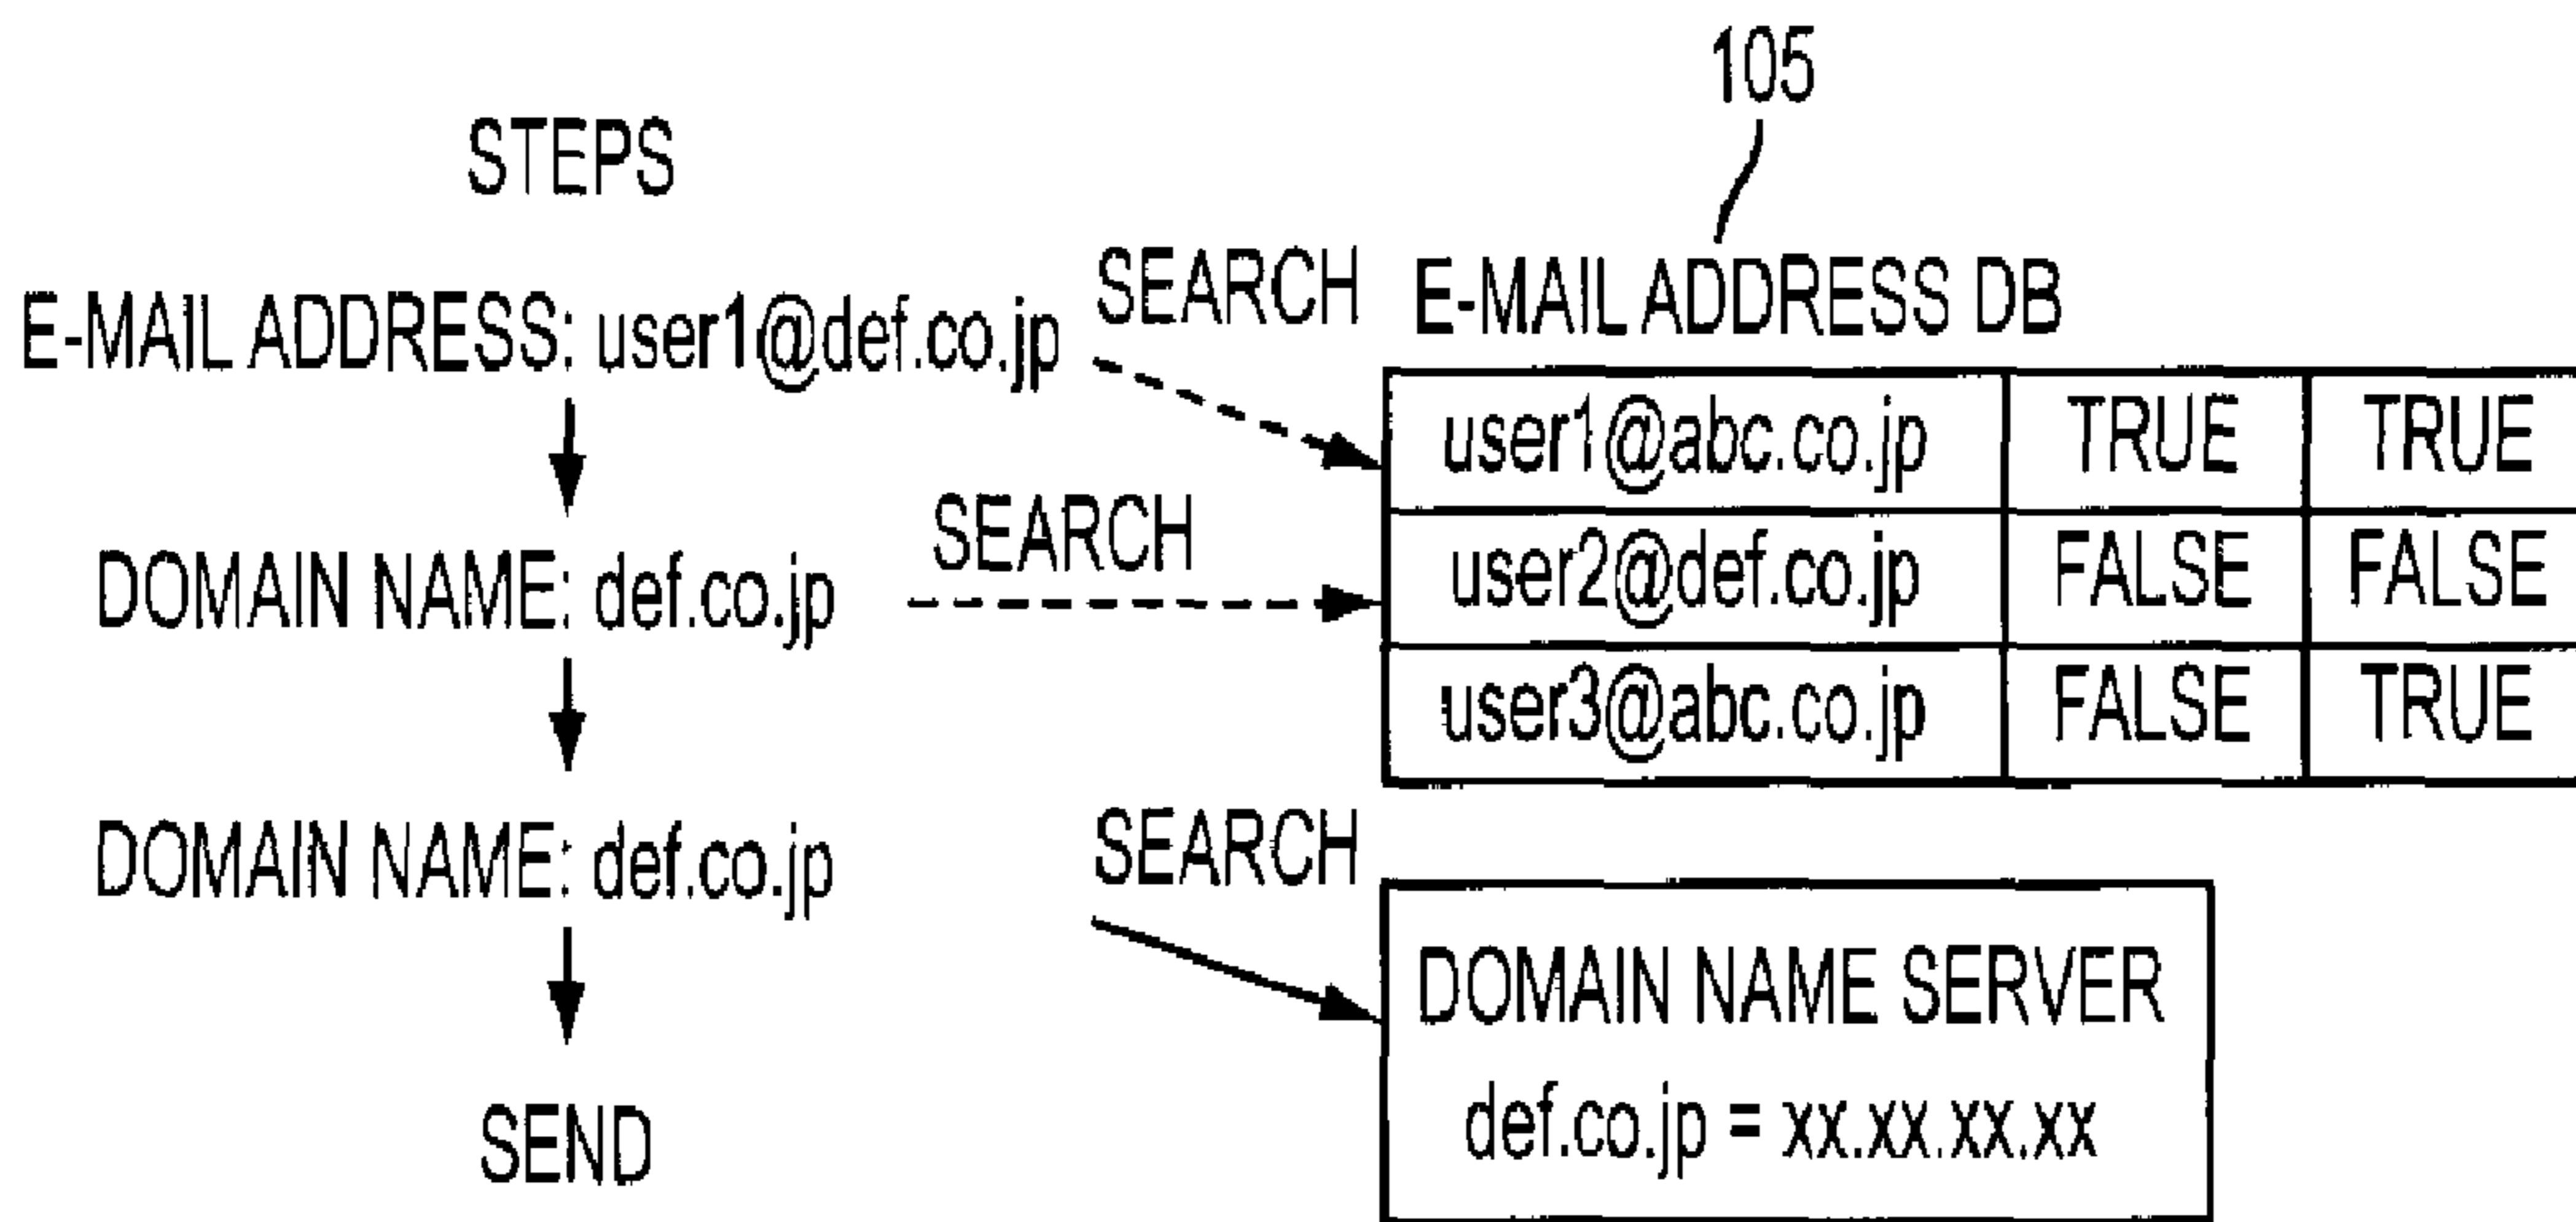 105
STEPS
E-MAIL ADDRESS: user1@def.co.jp
SEARCH
E-MAIL ADDRESS DB
user1@abc.co.jp TRUE TRUE
user2@def.co.jp FALSE FALSE
user3@abc.co.jp FALSE TRUE
DOMAIN NAME: def.co.jp
SEARCH
DOMAIN NAME: def.co.jp
SEARCH
DOMAIN NAME SERVER
def.co.jp = xx.xx.xx.xx
SEND